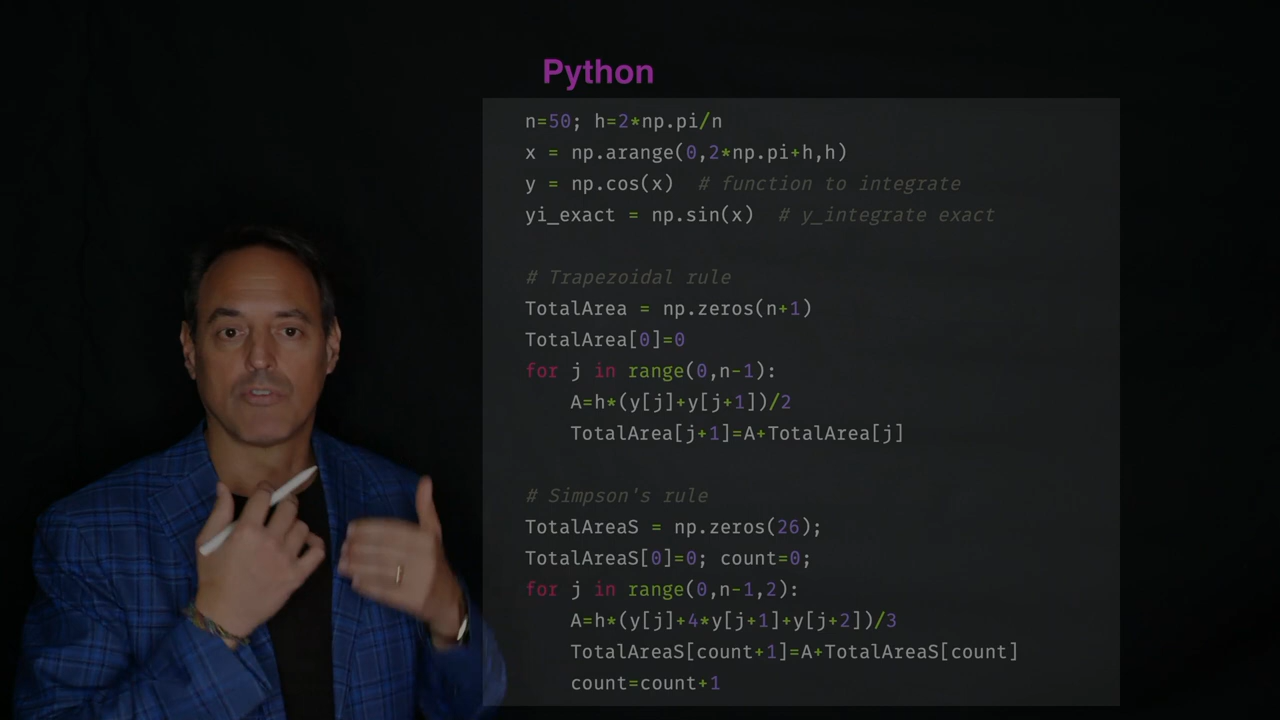 Python
n=50; h=2*np.pi/n
x = np.arange(0,2*np.pi+h,h)
y = np.cos(x)  # function to integrate
yi_exact = np.sin(x)  # y_integrate exact
# Trapezoidal rule
TotalArea = np.zeros(n+1)
TotalArea[0]=0
for j in range(0,n-1):
    A=h*(y[j]+y[j+1])/2
    TotalArea[j+1]=A+TotalArea[j]
# Simpson's rule
TotalAreaS = np.zeros(26);
TotalAreaS[0]=0; count=0;
for j in range(0,n-1,2):
    A=h*(y[j]+4*y[j+1]+y[j+2])/3
    TotalAreaS[count+1]=A+TotalAreaS[count]
    count=count+1